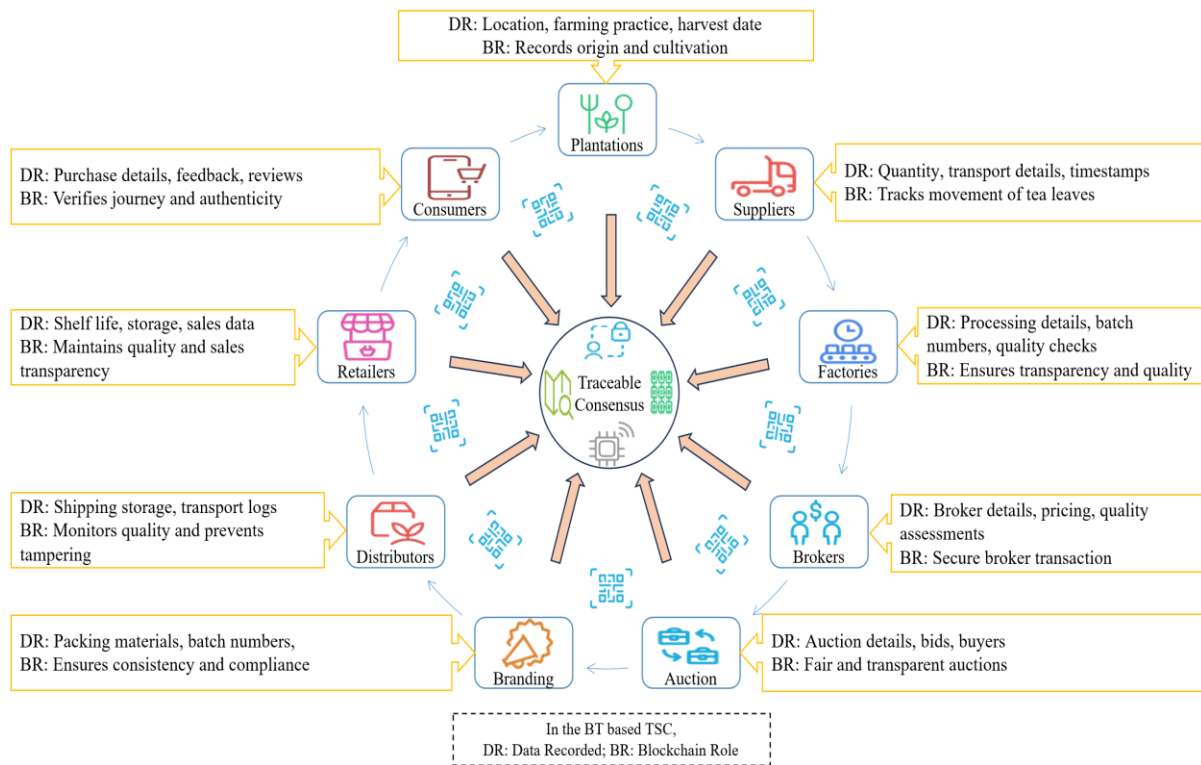 DR: Location, farming practice, harvest date
BR: Records origin and cultivation
Plantations
DR: Purchase details, feedback, reviews
BR: Verifies journey and authenticity
Consumers
Suppliers
DR: Quantity, transport details, timestamps
BR: Tracks movement of tea leaves
DR: Shelf life, storage, sales data
BR: Maintains quality and sales
transparency
Retailers
Traceable
Consensus
Factories
DR: Processing details, batch
numbers, quality checks
BR: Ensures transparency and quality
DR: Shipping storage, transport logs
BR: Monitors quality and prevents
tampering
Distributors
Brokers
DR: Broker details, pricing, quality
assessments
BR: Secure broker transaction
DR: Packing materials, batch numbers,
BR: Ensures consistency and compliance
Branding
Auction
DR: Auction details, bids, buyers
BR: Fair and transparent auctions
In the BT based TSC,
DR: Data Recorded; BR: Blockchain Role